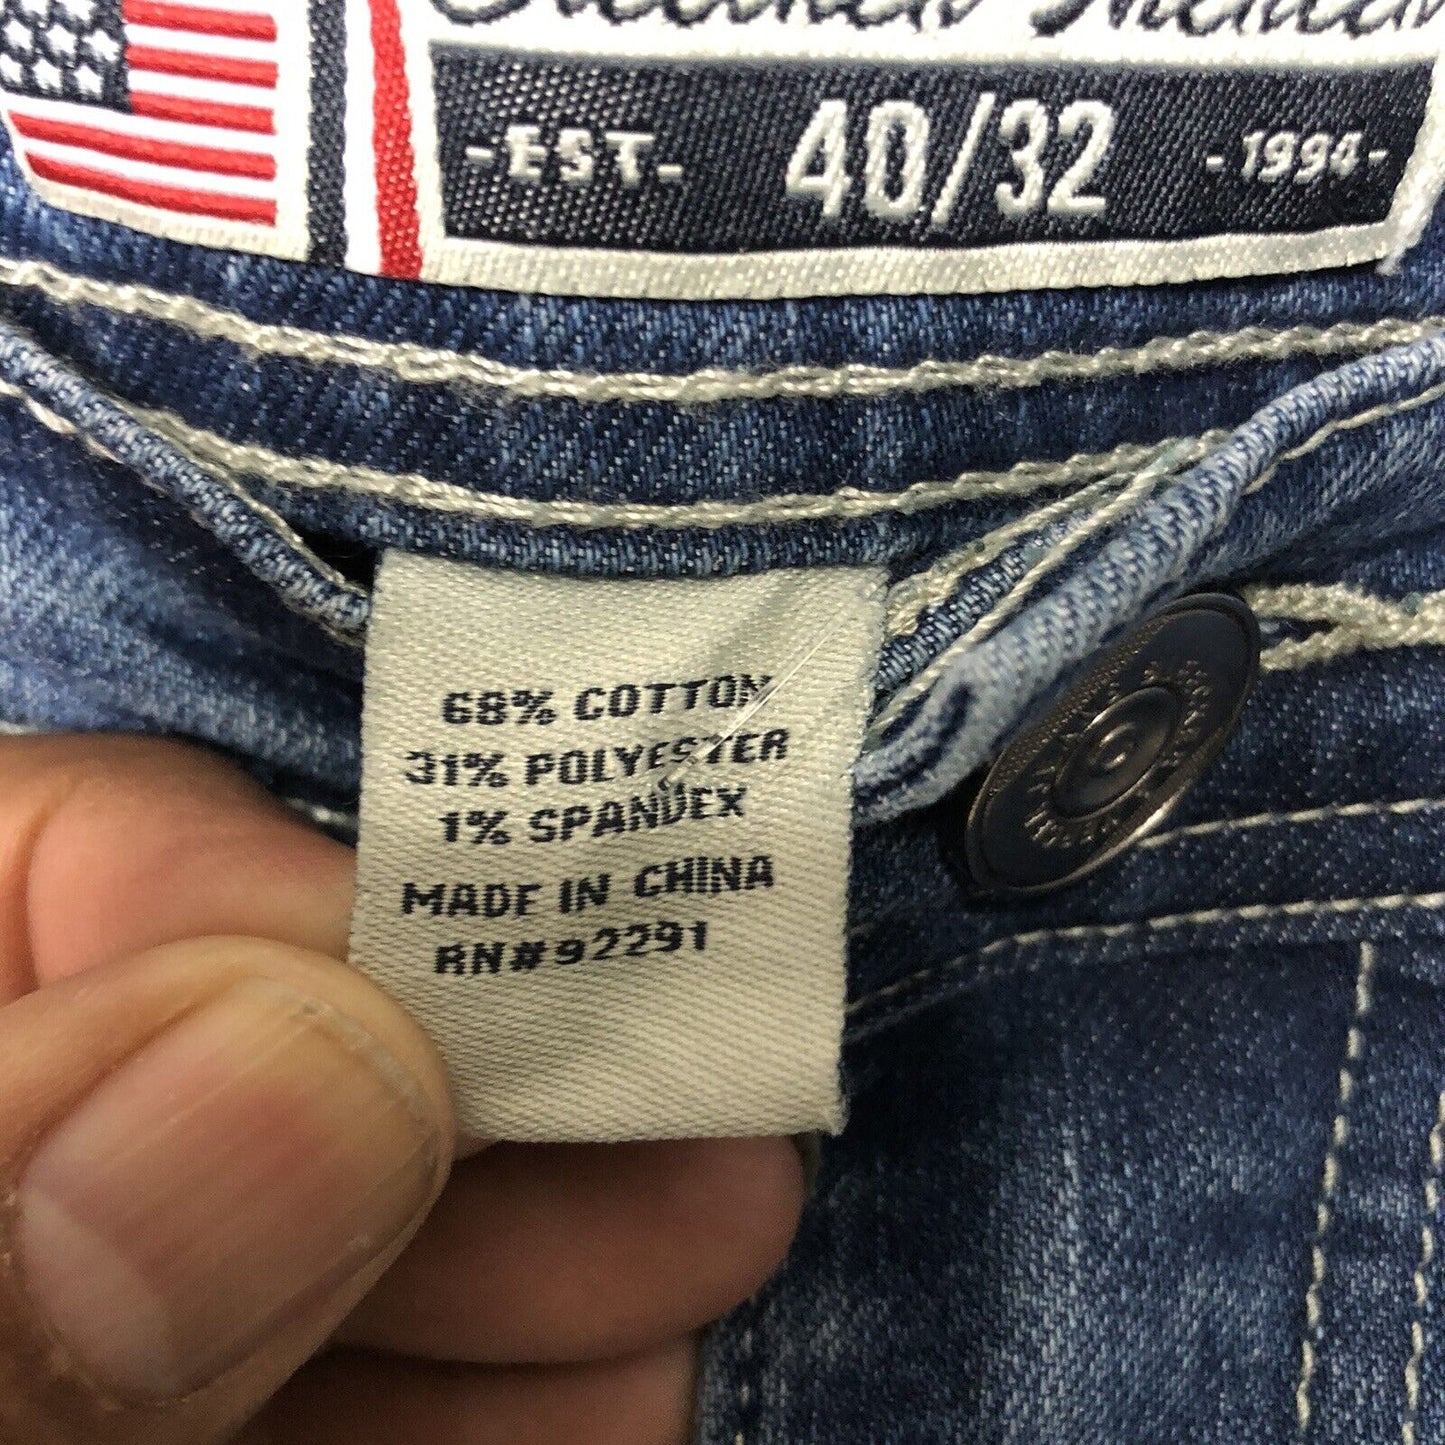 -EST- 40/32 -1994-
68% COTTON
31% POLYESTER
1% SPANDEX
MADE IN CHINA
RN#92291